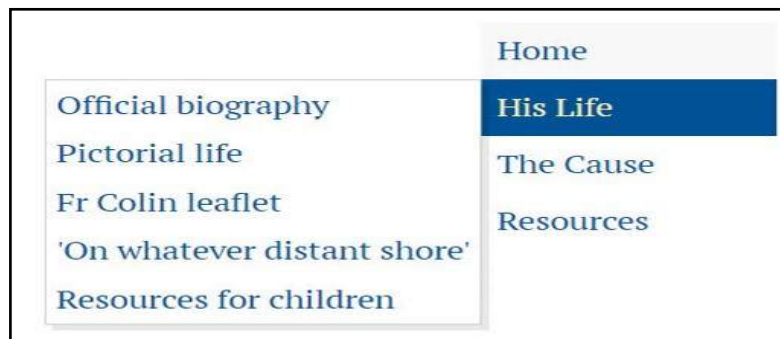 Home
His Life
The Cause
Resources
Official biography
Pictorial life
Fr Colin leaflet
'On whatever distant shore'
Resources for children